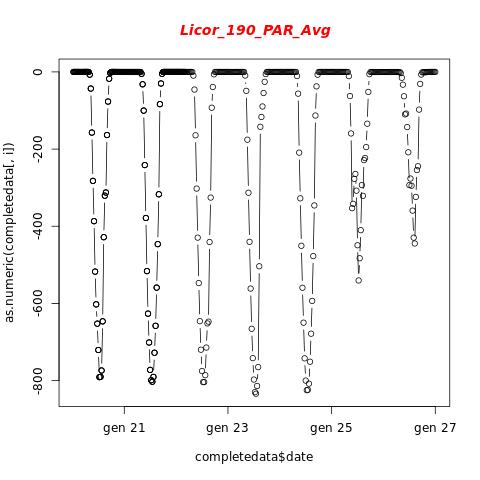 Licor_190_PAR_Avg
as.numeric(completedata[, i])
0
-200
-400
-600
-800
gen 21
gen 23
gen 25
gen 27
completedata$date